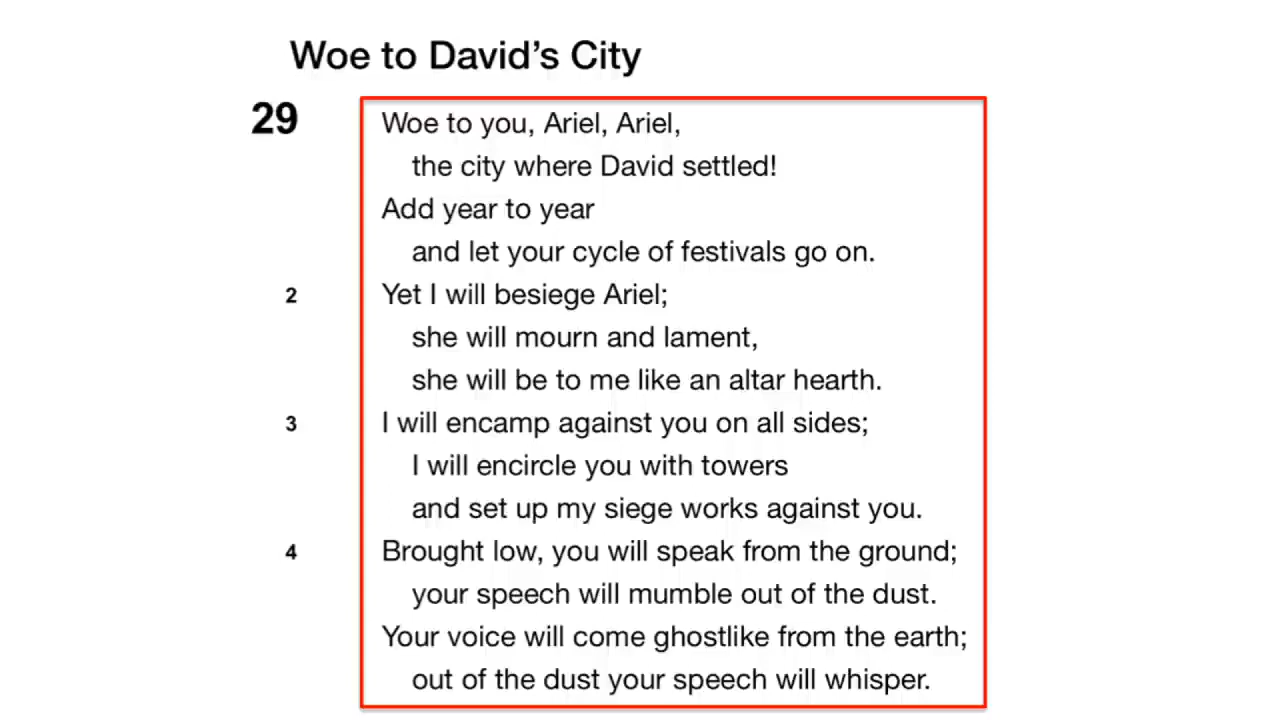 Woe to David's City
29 Woe to you, Ariel, Ariel,
the city where David settled!
Add year to year
and let your cycle of festivals go on.
2 Yet I will besiege Ariel;
she will mourn and lament,
she will be to me like an altar hearth.
3 I will encamp against you on all sides;
I will encircle you with towers
and set up my siege works against you.
4 Brought low, you will speak from the ground;
your speech will mumble out of the dust.
Your voice will come ghostlike from the earth;
out of the dust your speech will whisper.